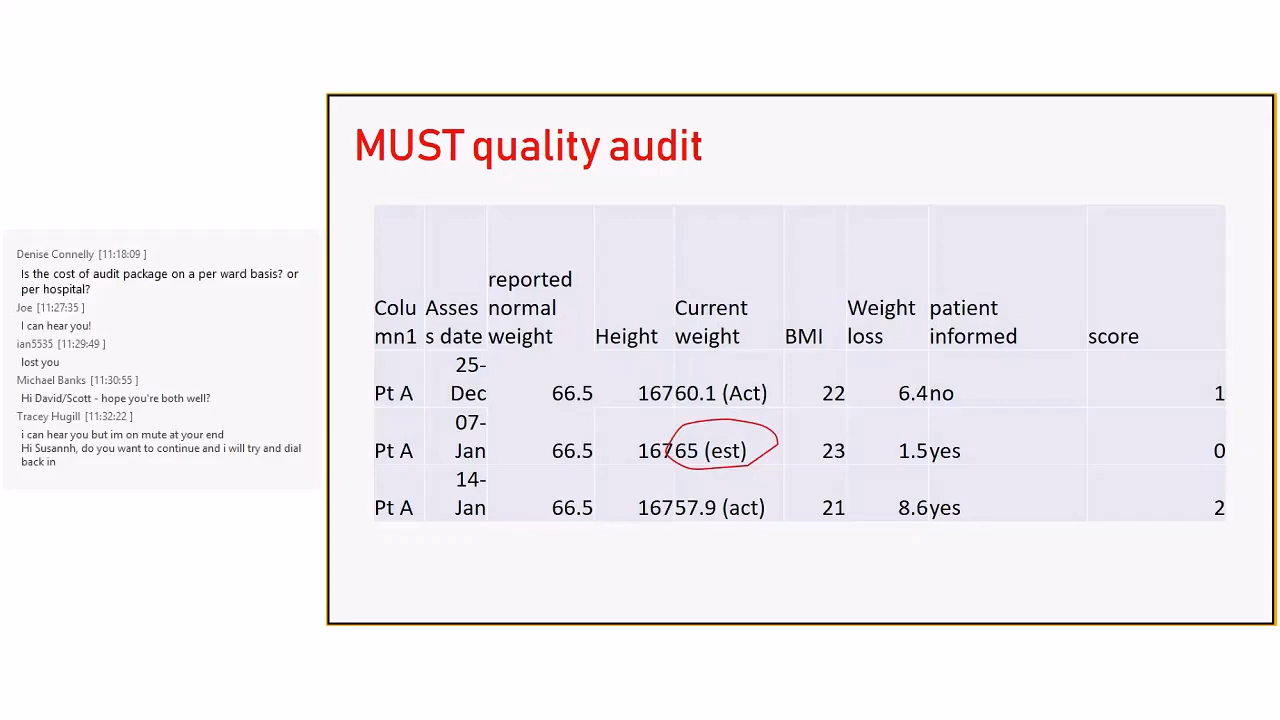 MUST quality audit
Denise Connelly [11:18:09 ]
Is the cost of audit package on a per ward basis? or
per hospital?
Joe [11:27:35 ]
I can hear you!
ian5535 [11:29:49 ]
lost you
Michael Banks [11:30:55 ]
Hi David/Scott - hope you're both well?
Tracey Hugill [11:32:22 ]
i can hear you but im on mute at your end
Hi Susannh, do you want to continue and i will try and dial
back in
reported
Colu Asses normal Current Weight patient
mn1 s date weight Height weight BMI loss informed score
25-
Pt A Dec 66.5 167 60.1 (Act) 22 6.4 no 1
07-
Pt A Jan 66.5 167 65 (est) 23 1.5 yes 0
14-
Pt A Jan 66.5 167 57.9 (act) 21 8.6 yes 2